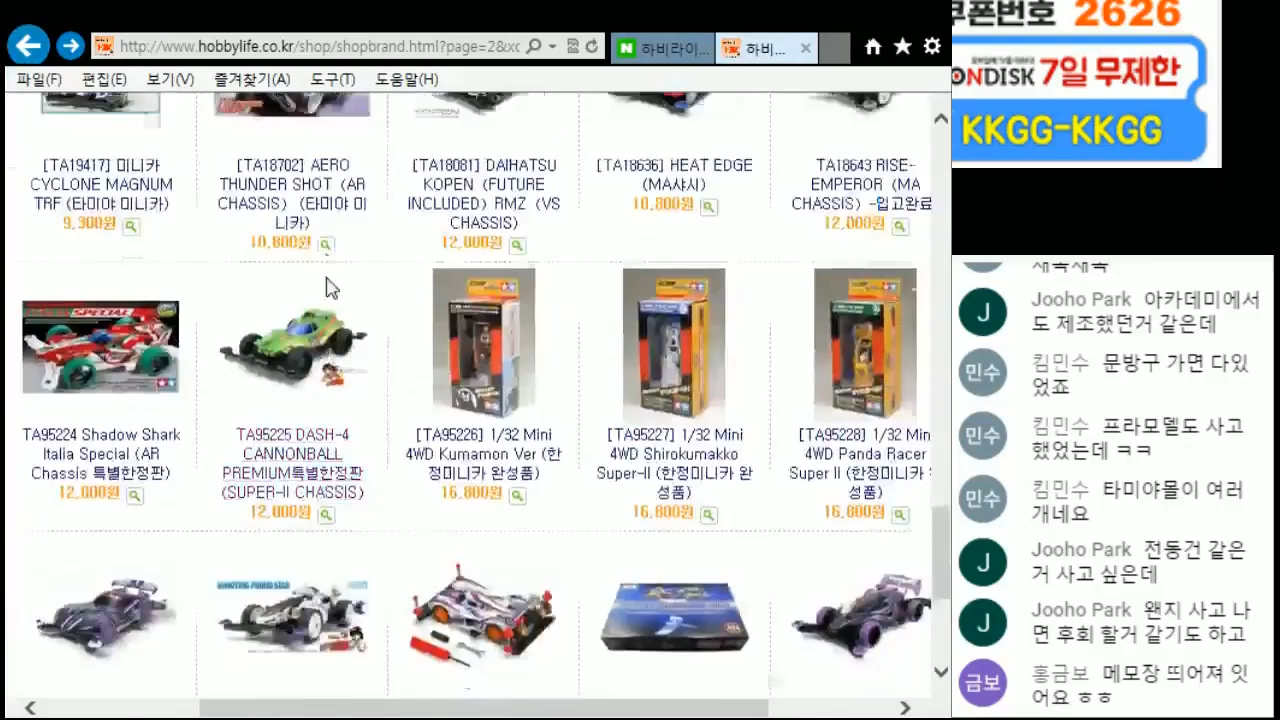 쿠폰번호 2626
ONDISK 7일 무제한
KKGG-KKGG
http://www.hobbylife.co.kr/shop/shopbrand.html?page=2&xc
하비라이...
하비...
파일(F) 편집(E) 보기(V) 즐겨찾기(A) 도구(T) 도움말(H)
[TA19417] 미니카
CYCLONE MAGNUM
TRF (타미야 미니카)
9,300원
[TA18702] AERO
THUNDER SHOT (AR
CHASSIS) (타미야 미
니카)
10,800원
[TA18081] DAIHATSU
KOPEN (FUTURE
INCLUDED) RMZ (VS
CHASSIS)
12,000원
[TA18636] HEAT EDGE
(MA샤시)
10,800원
TA18643 RISE-
EMPEROR (MA
CHASSIS) -입고완료
12,000원
TA95224 Shadow Shark
Italia Special (AR
Chassis 특별한정판)
12,000원
TA95225 DASH-4
CANNONBALL
PREMIUM특별한정판
(SUPER-II CHASSIS)
12,000원
[TA95226] 1/32 Mini
4WD Kumamon Ver (한
정미니카 완성품)
16,800원
[TA95227] 1/32 Mini
4WD Shirokumakko
Super-II (한정미니카 완
성품)
16,800원
[TA95228] 1/32 Min
4WD Panda Racer
Super II (한정미니카 
성품)
16,800원
Jooho Park 아카데미에서
도 제조했던거 같은데
킴민수 문방구 가면 다있
었죠
킴민수 프라모델도 사고
했었는데 ㅋㅋ
킴민수 타미야몰이 여러
개네요
Jooho Park 전동건 같은
거 사고 싶은데
Jooho Park 왠지 사고 나
면 후회 할거 같기도 하고
홍금보 메모장 띄어져 잇
어요 ㅎㅎ
J
민수
민수
민수
J
J
금보